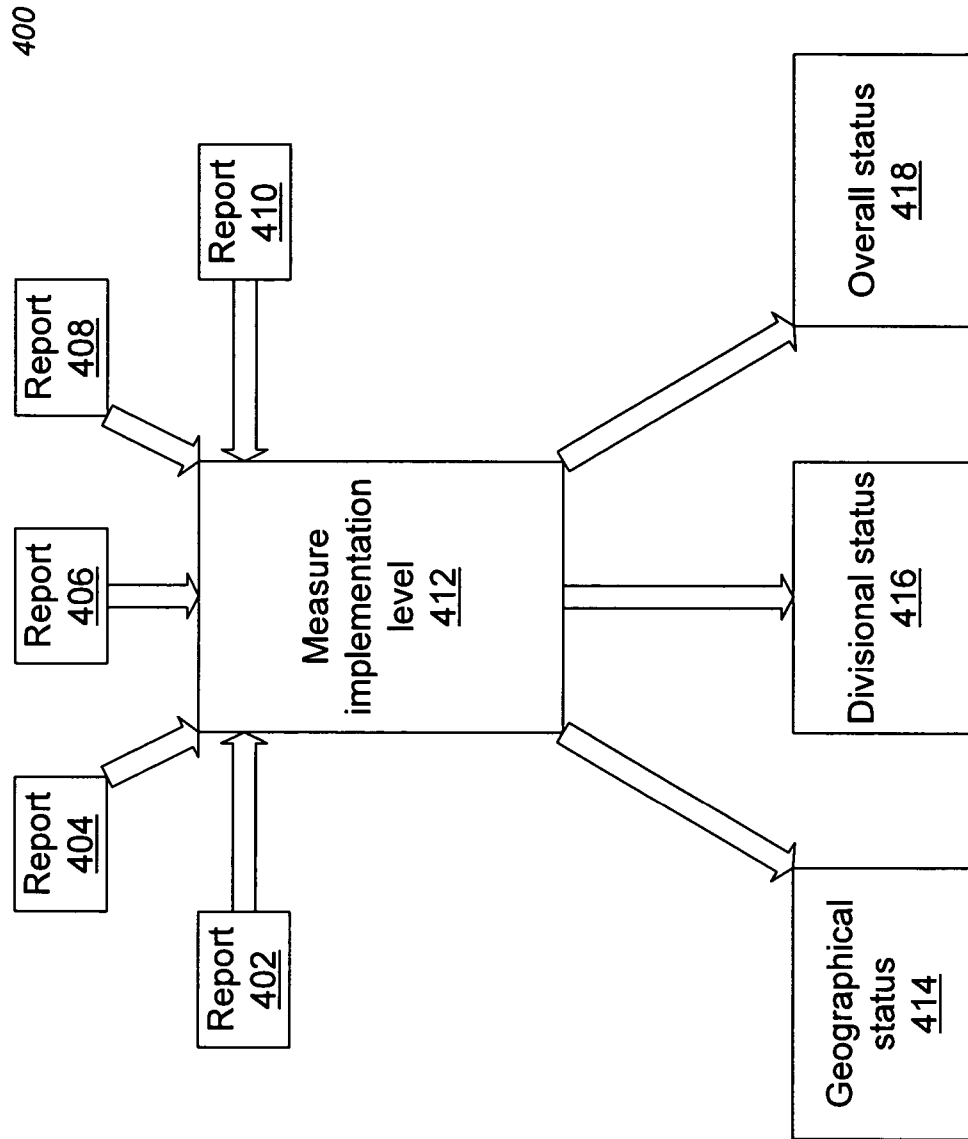 400
Report
404
Report
406
Report
408
Report
402
Report
410
Measure
implementation
level
412
Geographical
status
414
Divisional status
416
Overall status
418